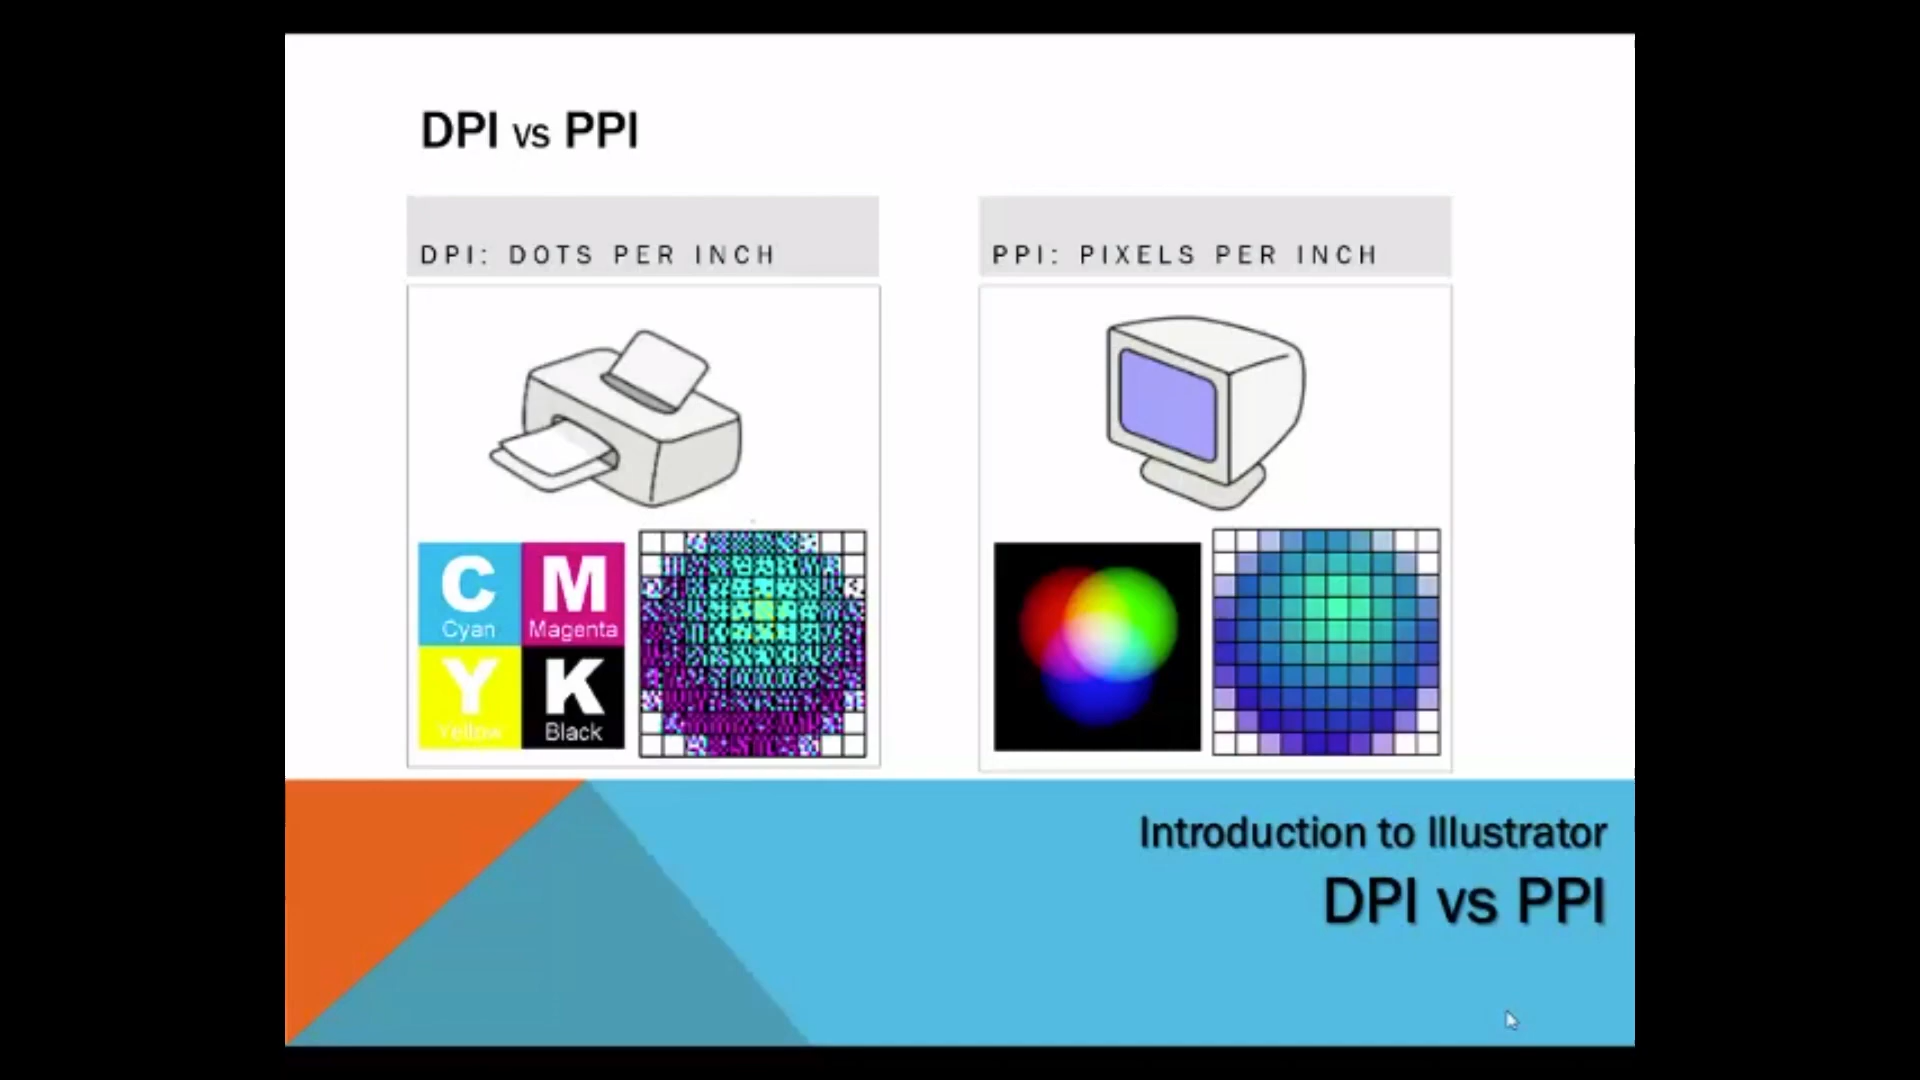 DPI vs PPI
DPI: DOTS PER INCH
PPI: PIXELS PER INCH
C
Cyan
M
Magenta
Y
Yellow
K
Black
Introduction to Illustrator
DPI vs PPI